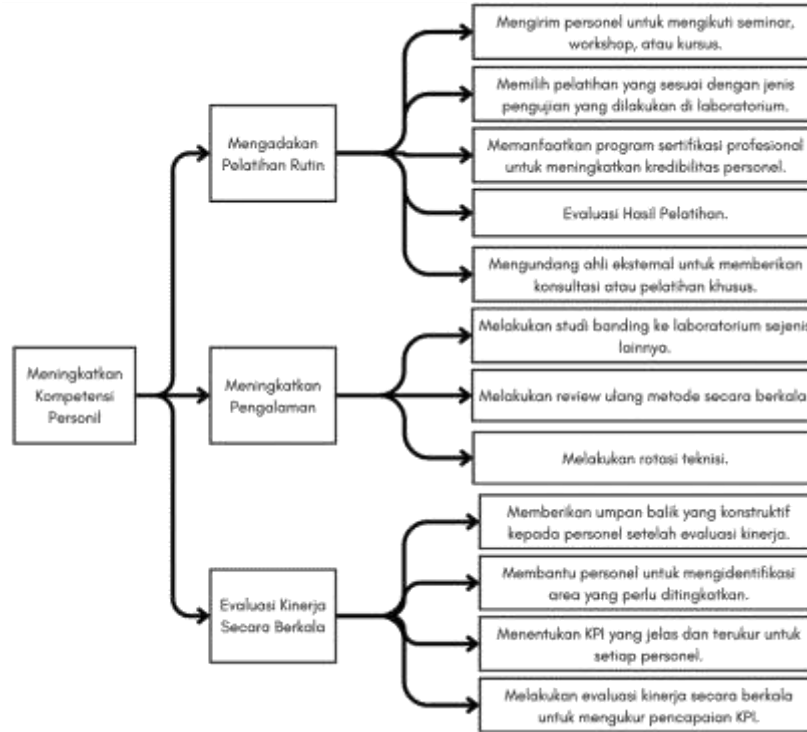 Mengirim personel untuk mengikuti seminar,
workshop, atau kursus.
Memilih pelatihan yang sesuai dengan jenis
pengujian yang dilakukan di laboratorium.
Mengadakan
Pelatihan Rutin
Memanfaatkan program sertifikasi profesional
untuk meningkatkan kredibilitas personel.
Evaluasi Hasil Pelatihan.
Mengundang ahli eksternal untuk memberikan
konsultasi atau pelatihan khusus.
Meningkatkan
Kompetensi
Personil
Meningkatkan
Pengalaman
Melakukan studi banding ke laboratorium sejenis
lainnya.
Melakukan review ulang metode secara berkala
Melakukan rotasi teknisi.
Evaluasi Kinerja
Secara Berkala
Memberikan umpan balik yang konstruktif
kepada personel setelah evaluasi kinerja.
Membantu personel untuk mengidentifikasi
area yang perlu ditingkatkan.
Menentukan KPI yang jelas dan terukur untuk
setiap personel.
Melakukan evaluasi kinerja secara berkala
untuk mengukur pencapaian KPI.